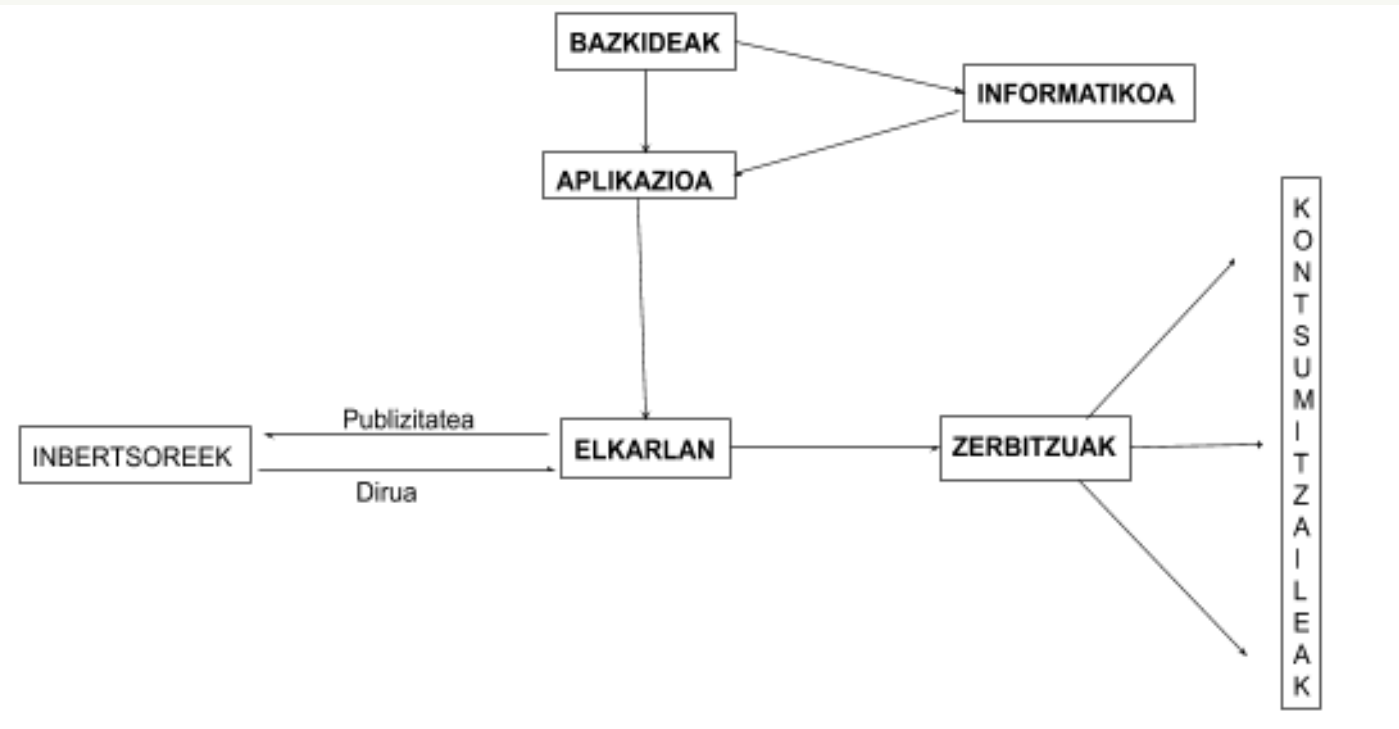 BAZKIDEAK
INFORMATIKOA
APLIKAZIOA
Publizitatea
INBERTSOREEK
Dirua
ELKARLAN
ZERBITZUAK
KONTSUMITZAILEAK